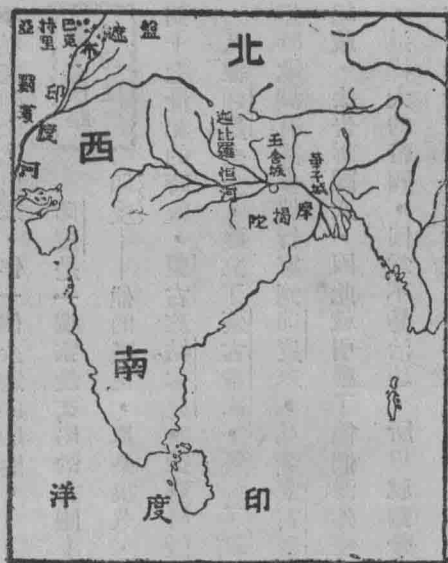 北
盤遮布
巴克
特里
亞
罽賓
印度河
西
迦比羅
恒河
王舍城
華子城
摩揭陀
南
印度洋